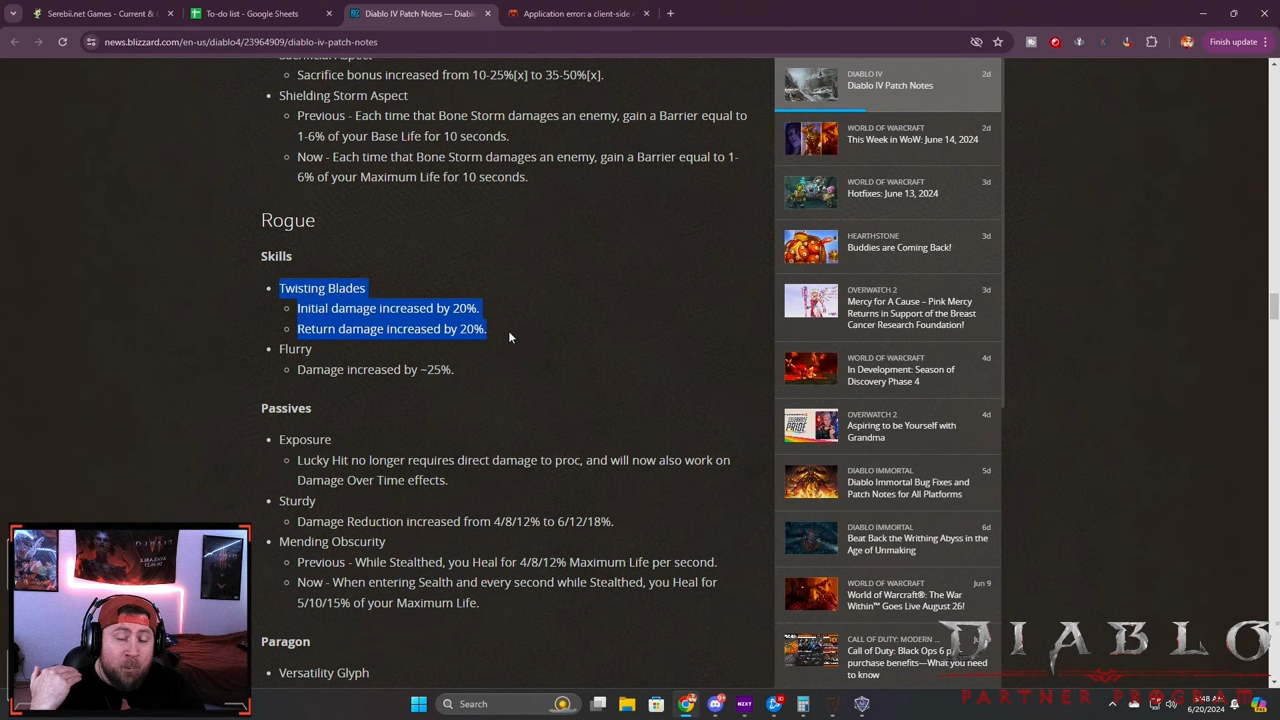 Serebii.net Games - Current &
To-do list - Google Sheets
Diablo IV Patch Notes — Diablo
Application error: a client-side
news.blizzard.com/en-us/diablo4/23964909/diablo-iv-patch-notes
Finish update
Sacrificial Aspect
Sacrifice bonus increased from 10-25%[x] to 35-50%[x].
Shielding Storm Aspect
Previous - Each time that Bone Storm damages an enemy, gain a Barrier equal to
1-6% of your Base Life for 10 seconds.
Now - Each time that Bone Storm damages an enemy, gain a Barrier equal to 1-
6% of your Maximum Life for 10 seconds.
Rogue
Skills
Twisting Blades
Initial damage increased by 20%.
Return damage increased by 20%.
Flurry
Damage increased by ~25%.
Passives
Exposure
Lucky Hit no longer requires direct damage to proc, and will now also work on
Damage Over Time effects.
Sturdy
Damage Reduction increased from 4/8/12% to 6/12/18%.
Mending Obscurity
Previous - While Stealthed, you Heal for 4/8/12% Maximum Life per second.
Now - When entering Sealth and every second while Stealthed, you Heal for
5/10/15% of your Maximum Life.
Paragon
Versatility Glyph
DIABLO IV 2d
Diablo IV Patch Notes
WORLD OF WARCRAFT 2d
This Week in WoW: June 14, 2024
WORLD OF WARCRAFT 3d
Hotfixes: June 13, 2024
HEARTHSTONE 3d
Buddies are Coming Back!
OVERWATCH 2 3d
Mercy for A Cause – Pink Mercy
Returns in Support of the Breast
Cancer Research Foundation!
WORLD OF WARCRAFT 4d
In Development: Season of
Discovery Phase 4
OVERWATCH 2 4d
Aspiring to be Yourself with
Grandma
DIABLO IMMORTAL 5d
Diablo Immortal Bug Fixes and
Patch Notes for All Platforms
DIABLO IMMORTAL 6d
Beat Back the Writhing Abyss in the
Age of Unmaking
WORLD OF WARCRAFT Jun 9
World of Warcraft®: The War
Within™ Goes Live August 26!
CALL OF DUTY: MODERN ...
Call of Duty: Black Ops 6 p
purchase benefits—What you
need to know
DIABLO
PARTNER PROGRAM
Search
NZXT
:48 A
6/20/2024